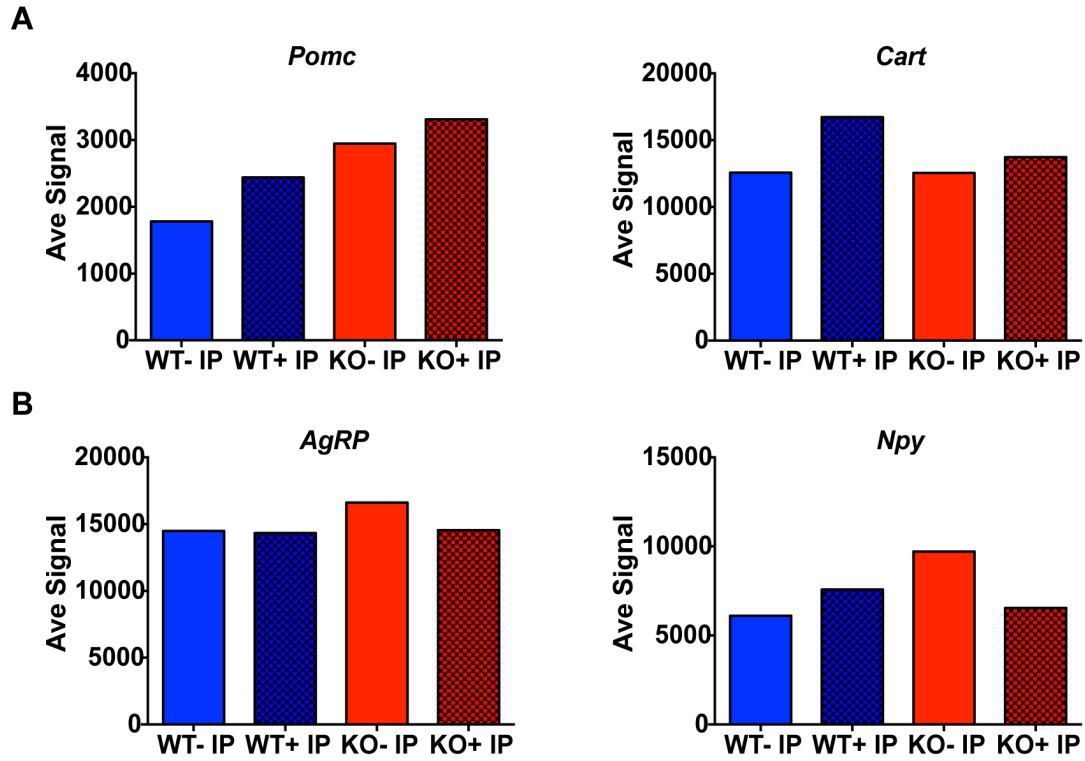 A
Pomc
4000
3000
2000
1000
0
Ave Signal
WT- IP WT+ IP KO- IP KO+ IP
Cart
20000
15000
10000
5000
0
Ave Signal
WT- IP WT+ IP KO- IP KO+ IP
B
AgRP
20000
15000
10000
5000
0
Ave Signal
WT- IP WT+ IP KO- IP KO+ IP
Npy
15000
10000
5000
0
Ave Signal
WT- IP WT+ IP KO- IP KO+ IP